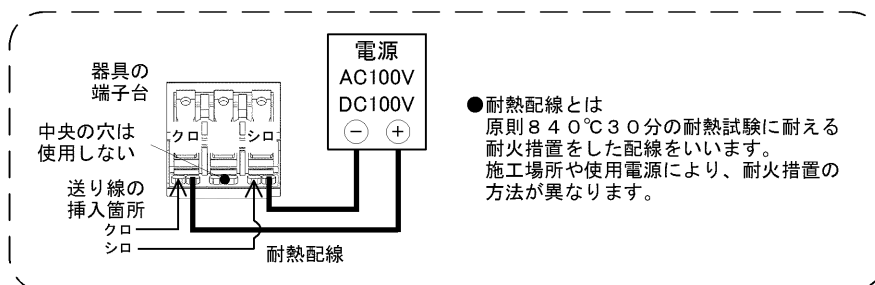 器具の
端子台
クロ
シロ
中央の穴は
使用しない
送り線の
挿入箇所
クロ
シロ
耐熱配線
電源
AC100V
DC100V
− +
●耐熱配線とは
原則840℃30分の耐熱試験に耐える
耐火措置をした配線をいいます。
施工場所や使用電源により、耐火措置の
方法が異なります。